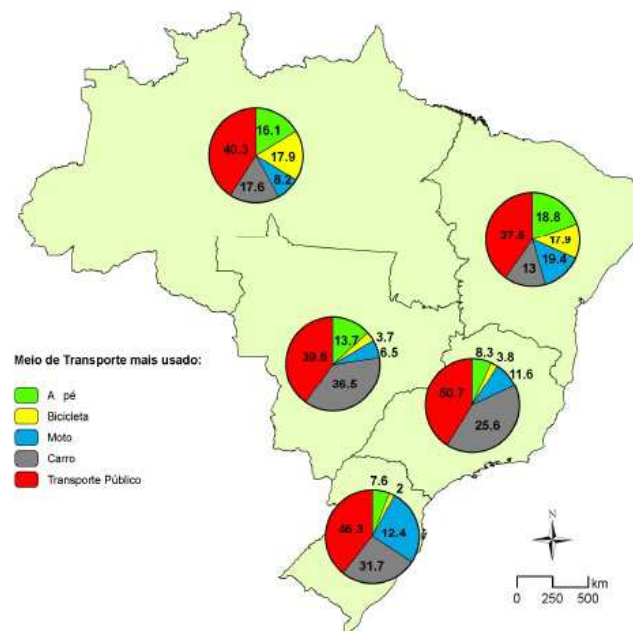 40.3
16.1
17.9
8.2
17.6
37.8
18.8
17.9
19.4
13
39.6
13.7
3.7
6.5
36.5
50.7
8.3
3.8
11.6
25.6
7.6
2
12.4
31.7
Meio de Transporte mais usado:
A pé
Bicicleta
Moto
Carro
Transporte Público
N
km
0 250 500